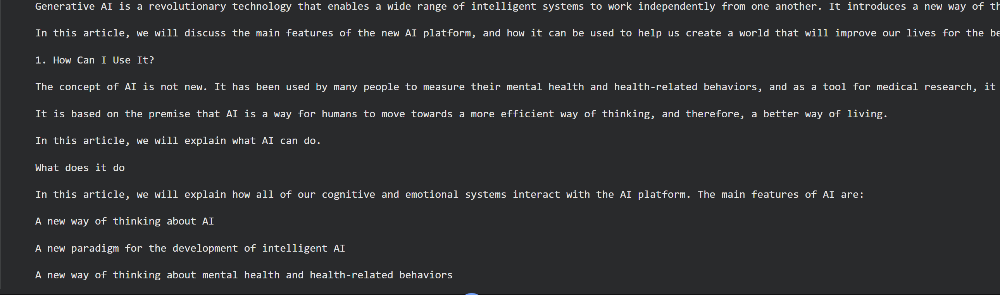 Generative AI is a revolutionary technology that enables a wide range of intelligent systems to work independently from one another. It introduces a new way of
In this article, we will discuss the main features of the new AI platform, and how it can be used to help us create a world that will improve our lives for the
1. How Can I Use It?
The concept of AI is not new. It has been used by many people to measure their mental health and health-related behaviors, and as a tool for medical research, it
It is based on the premise that AI is a way for humans to move towards a more efficient way of thinking, and therefore, a better way of living.
In this article, we will explain what AI can do.
What does it do
In this article, we will explain how all of our cognitive and emotional systems interact with the AI platform. The main features of AI are:
A new way of thinking about AI
A new paradigm for the development of intelligent AI
A new way of thinking about mental health and health-related behaviors